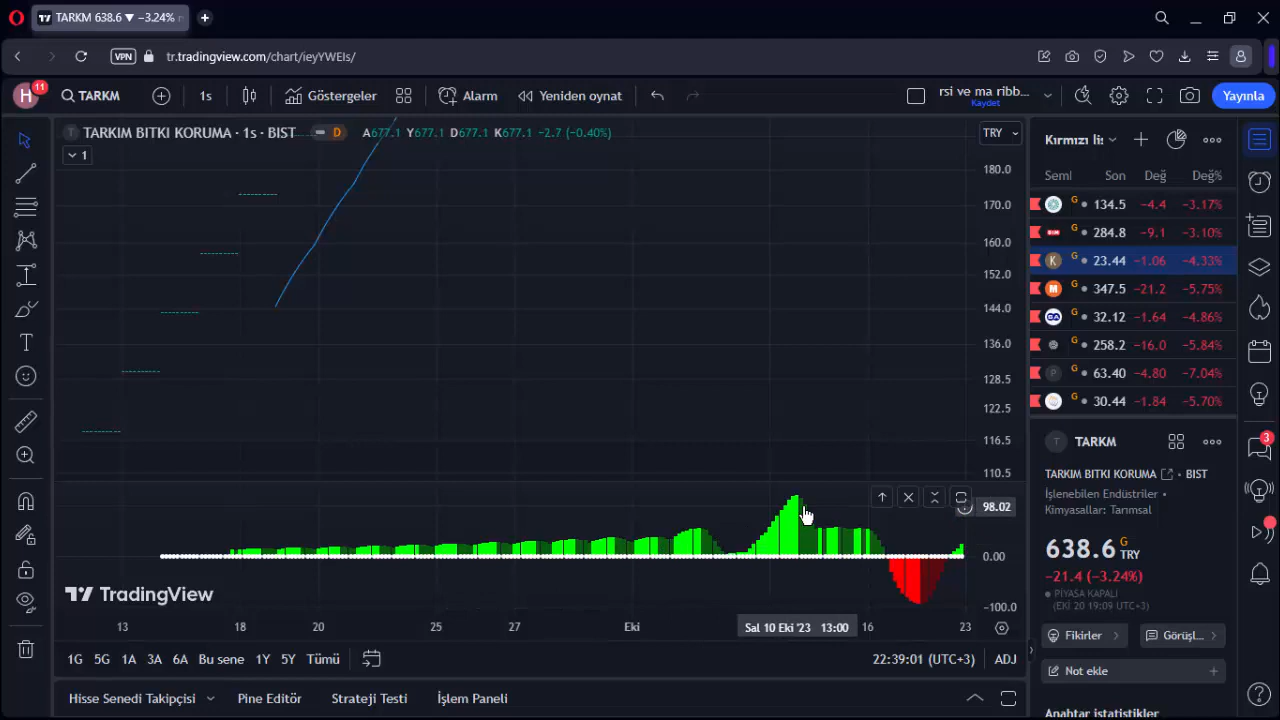 TARKM 638.6 ▼ −3.24%
VPN
tr.tradingview.com/chart/ieyYWEIs/
H
11
TARKM
1s
Göstergeler
Alarm
Yeniden oynat
rsi ve ma ribb...
Kaydet
Yayınla
T
TARKIM BITKI KORUMA · 1s · BIST
D
A677.1 Y677.1 D677.1 K677.1 −2.7 (−0.40%)
1
TRY
180.0
170.0
160.0
152.0
144.0
136.0
128.5
122.5
116.5
110.5
98.02
0.00
−100.0
TradingView
13
18
20
25
27
Eki
Sal 10 Eki '23 13:00
16
23
1G
5G
1A
3A
6A
Bu sene
1Y
5Y
Tümü
22:39:01 (UTC+3)
ADJ
Hisse Senedi Takipçisi
Pine Editör
Strateji Testi
İşlem Paneli
Kırmızı li:
Seml Son Değ Değ%
G 134.5 −4.4 −3.17%
G 284.8 −9.1 −3.10%
K G 23.44 −1.06 −4.33%
M G 347.5 −21.2 −5.75%
G 32.12 −1.64 −4.86%
G 258.2 −16.0 −5.84%
P G 63.40 −4.80 −7.04%
G 30.44 −1.84 −5.70%
T
TARKM
TARKIM BITKI KORUMA • BIST
İşlenebilen Endüstriler •
Kimyasallar: Tarımsal
638.6 G TRY
−21.4 (−3.24%)
PİYASA KAPALI
(EKİ 20 19:09 UTC+3)
Fikirler
Görüşl...
Not ekle
Anahtar istatistikler
3